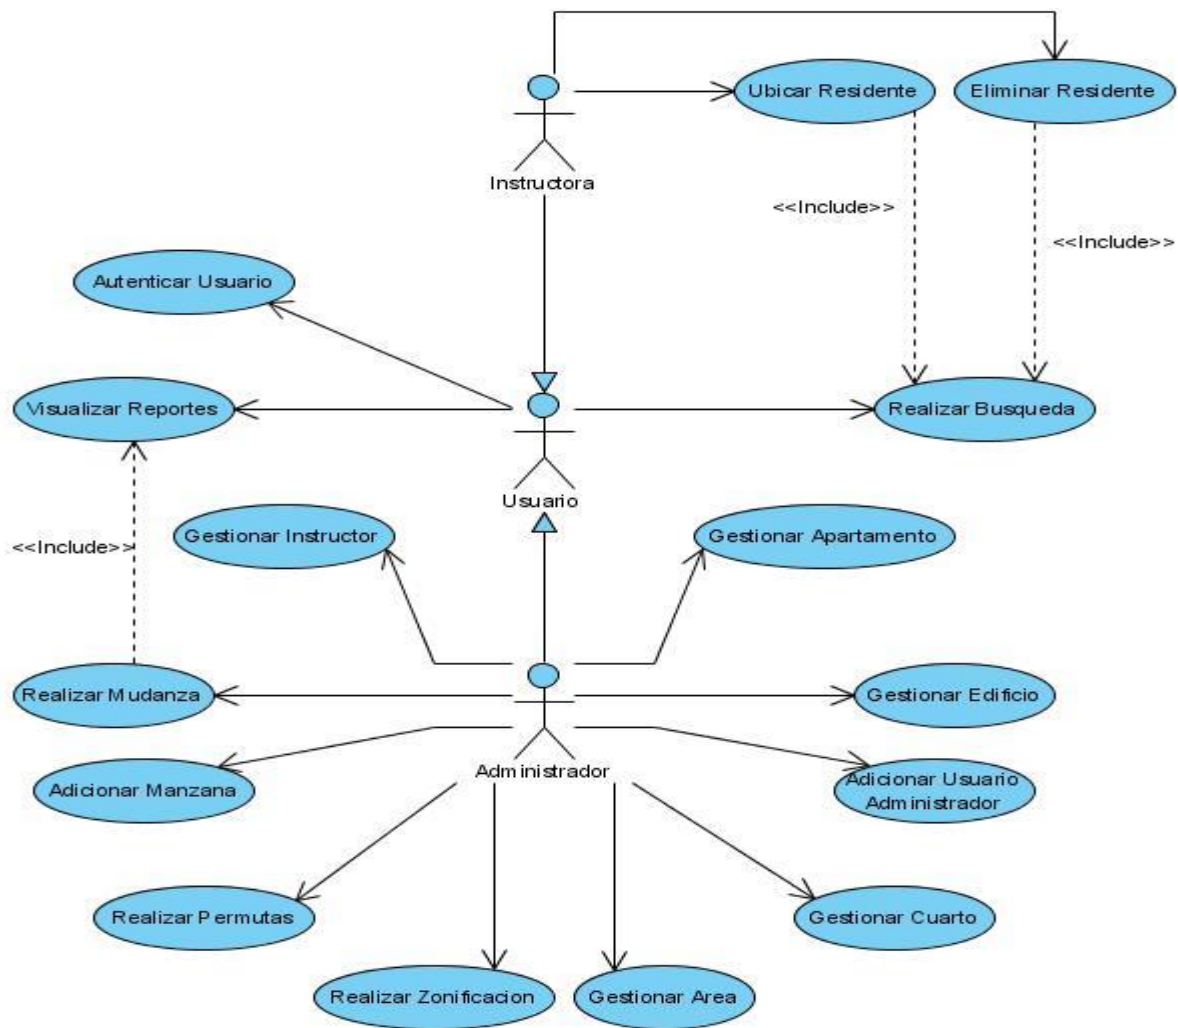 Ubicar Residente
Eliminar Residente
Instructora
<<Include>>
<<Include>>
Autenticar Usuario
Visualizar Reportes
Realizar Busqueda
Usuario
Gestionar Instructor
Gestionar Apartamento
<<Include>>
Realizar Mudanza
Gestionar Edificio
Administrador
Adicionar Manzana
Adicionar Usuario
Administrador
Realizar Permutas
Gestionar Cuarto
Realizar Zonificacion
Gestionar Area